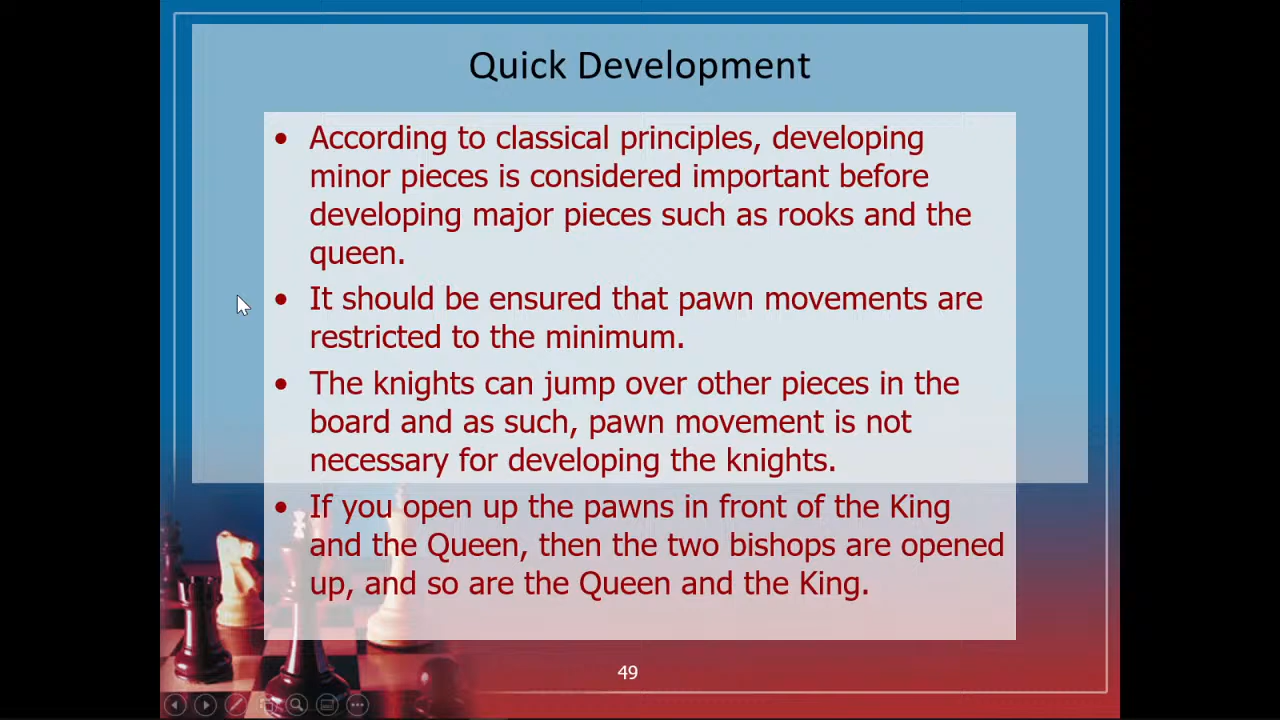 Quick Development
• According to classical principles, developing
minor pieces is considered important before
developing major pieces such as rooks and the
queen.
• It should be ensured that pawn movements are
restricted to the minimum.
• The knights can jump over other pieces in the
board and as such, pawn movement is not
necessary for developing the knights.
• If you open up the pawns in front of the King
and the Queen, then the two bishops are opened
up, and so are the Queen and the King.
49